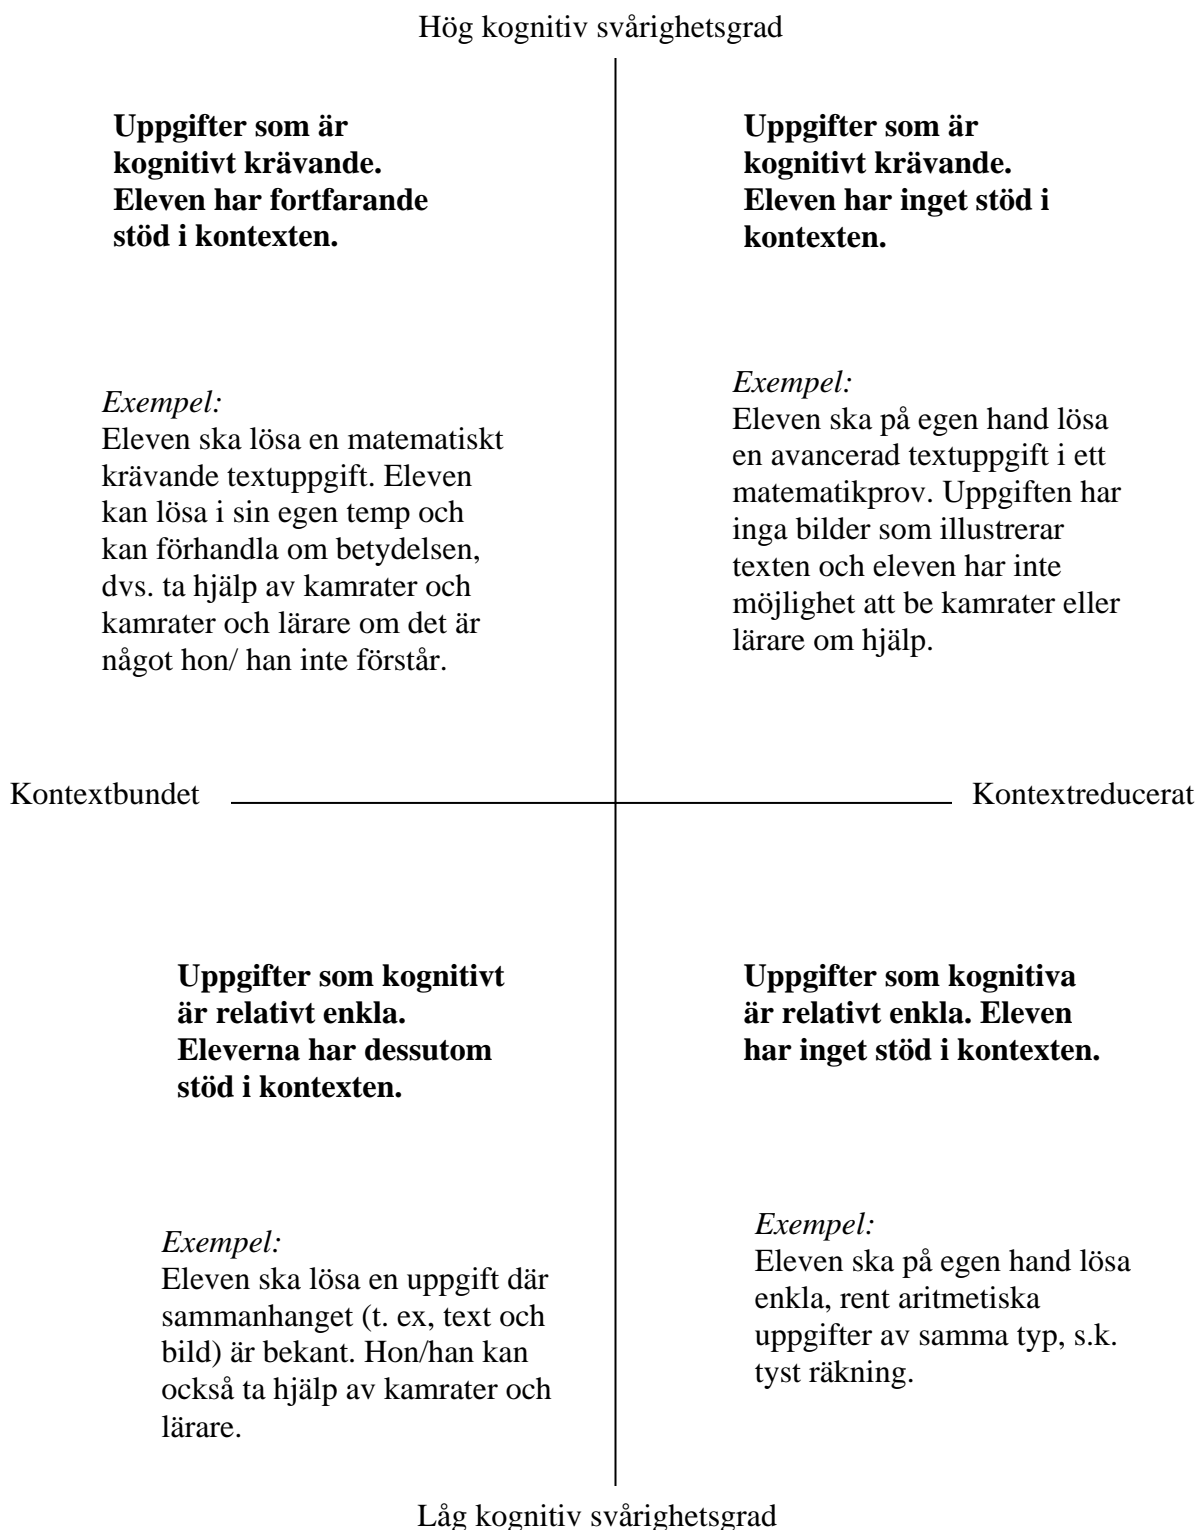 Hög kognitiv svårighetsgrad
Uppgifter som är
kognitivt krävande.
Eleven har fortfarande
stöd i kontexten.
Uppgifter som är
kognitivt krävande.
Eleven har inget stöd i
kontexten.
Exempel:
Eleven ska lösa en matematiskt
krävande textuppgift. Eleven
kan lösa i sin egen temp och
kan förhandla om betydelsen,
dvs. ta hjälp av kamrater och
kamrater och lärare om det är
något hon/ han inte förstår.
Exempel:
Eleven ska på egen hand lösa
en avancerad textuppgift i ett
matematikprov. Uppgiften har
inga bilder som illustrerar
texten och eleven har inte
möjlighet att be kamrater eller
lärare om hjälp.
Kontextbundet
Kontextreducerat
Uppgifter som kognitivt
är relativt enkla.
Eleverna har dessutom
stöd i kontexten.
Uppgifter som kognitiva
är relativt enkla. Eleven
har inget stöd i kontexten.
Exempel:
Eleven ska lösa en uppgift där
sammanhanget (t. ex, text och
bild) är bekant. Hon/han kan
också ta hjälp av kamrater och
lärare.
Exempel:
Eleven ska på egen hand lösa
enkla, rent aritmetiska
uppgifter av samma typ, s.k.
tyst räkning.
Låg kognitiv svårighetsgrad